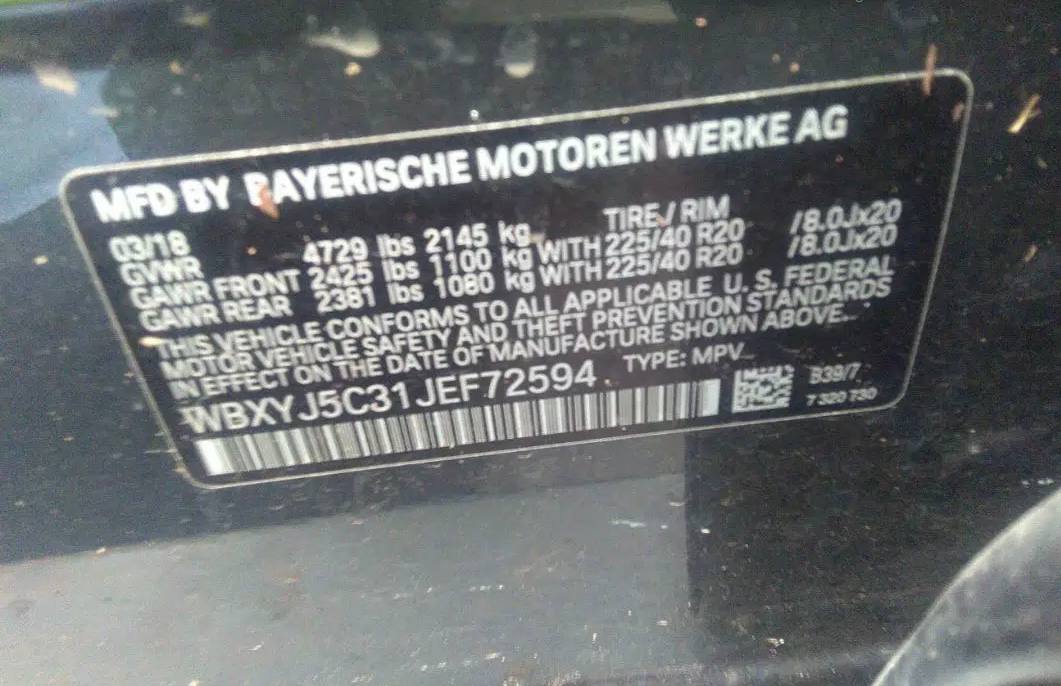 MFD BY BAYERISCHE MOTOREN WERKE AG
03/18 TIRE / RIM
GVWR 4729 lbs 2145 kg
GAWR FRONT 2425 lbs 1100 kg WITH 225/40 R20 /8.0Jx20
GAWR REAR 2381 lbs 1080 kg WITH 225/40 R20 /8.0Jx20
THIS VEHICLE CONFORMS TO ALL APPLICABLE U. S. FEDERAL
MOTOR VEHICLE SAFETY AND THEFT PREVENTION STANDARDS
IN EFFECT ON THE DATE OF MANUFACTURE SHOWN ABOVE.
TYPE: MPV
WBXYJ5C31JEF72594
B39/7
7 320 730